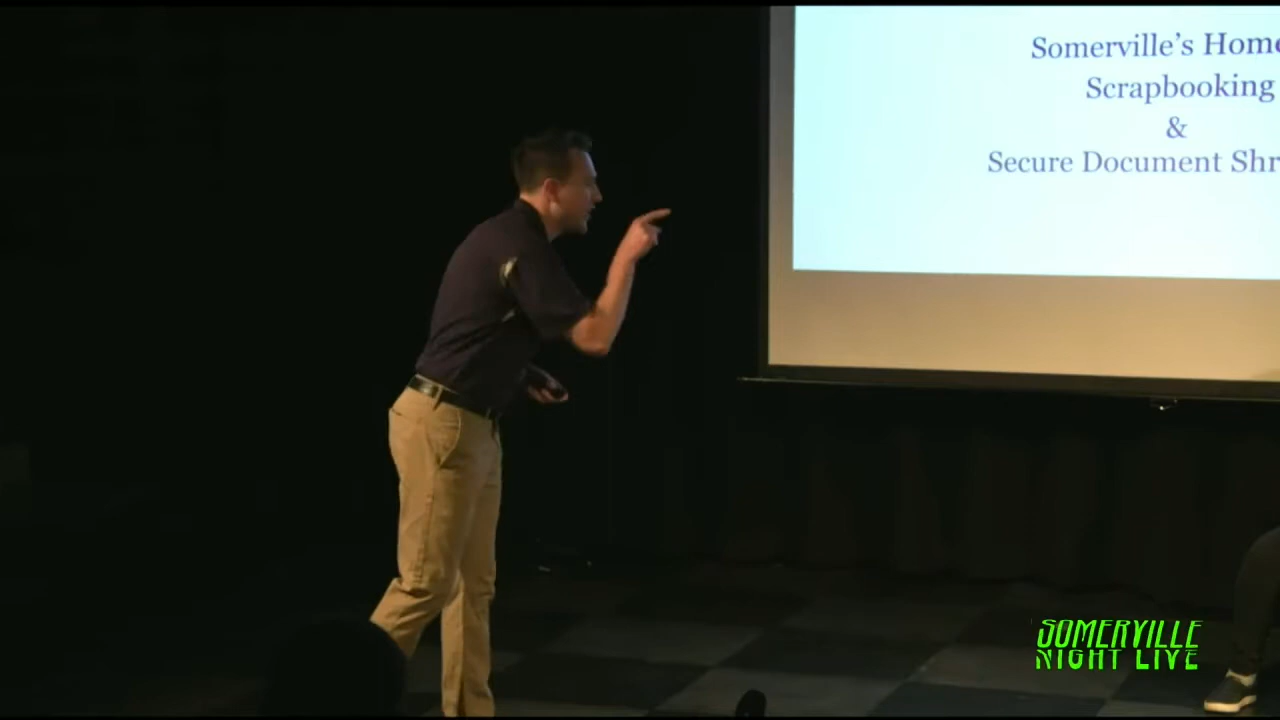 Somerville's Home
Scrapbooking
&
Secure Document Shr
SOMERVILLE
NIGHT LIVE